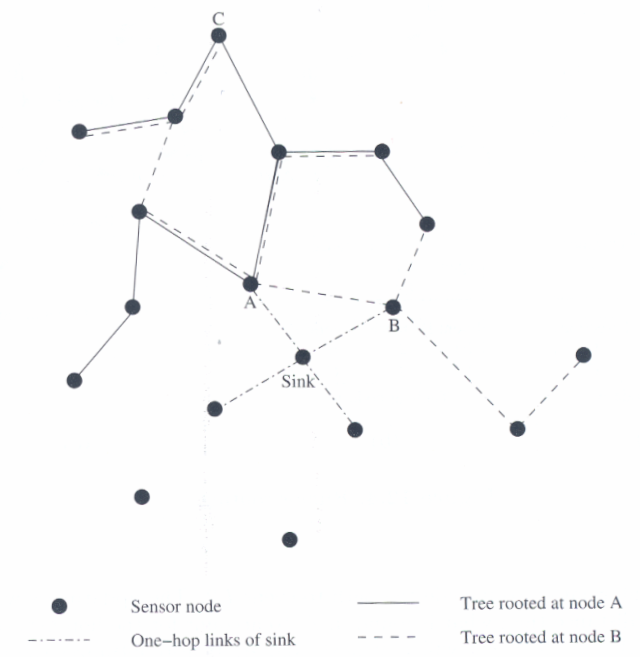 C
A
B
Sink
Sensor node
Tree rooted at node A
One-hop links of sink
Tree rooted at node B